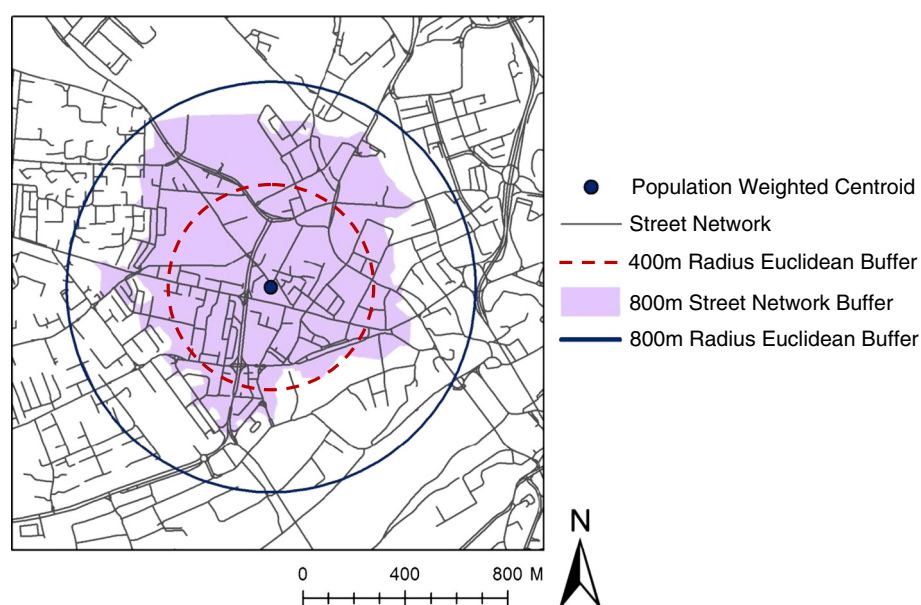 Population Weighted Centroid
Street Network
400m Radius Euclidean Buffer
800m Street Network Buffer
800m Radius Euclidean Buffer
N
0 400 800 M